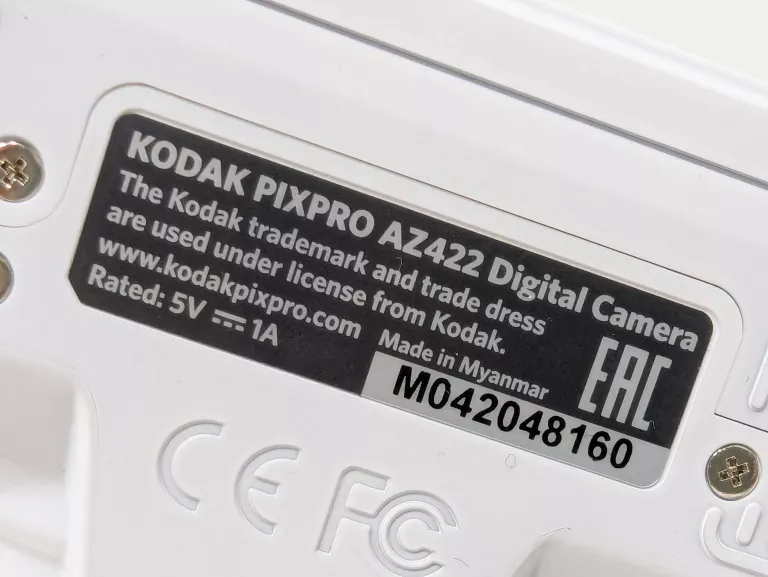 KODAK PIXPRO AZ422 Digital Camera
The Kodak trademark and trade dress
are used under license from Kodak.
www.kodakpixpro.com
Made in Myanmar
Rated: 5V ⎓ 1A
EAC
M042048160
CE FC